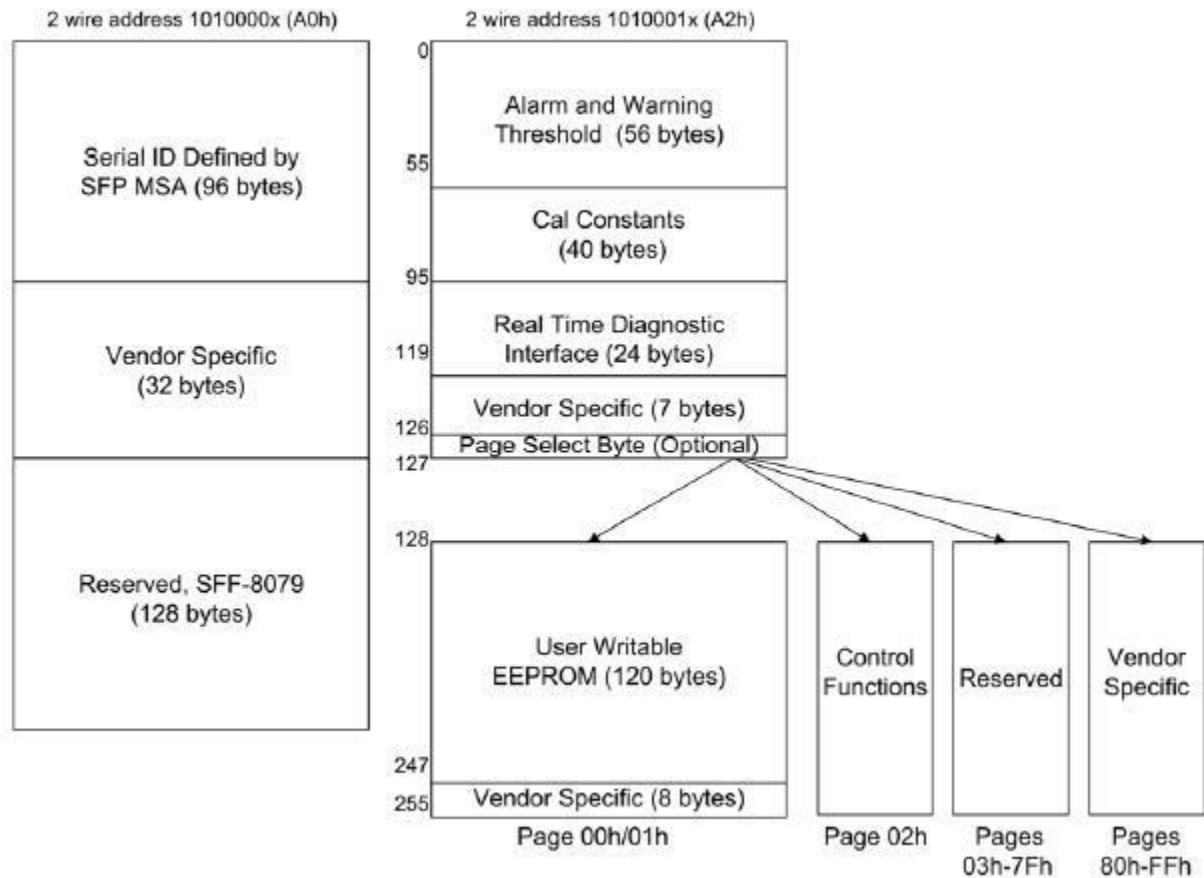 2 wire address 1010000x (A0h)
Serial ID Defined by
SFP MSA (96 bytes)
Vendor Specific
(32 bytes)
Reserved, SFF-8079
(128 bytes)
2 wire address 1010001x (A2h)
0
Alarm and Warning
Threshold (56 bytes)
55
Cal Constants
(40 bytes)
95
Real Time Diagnostic
Interface (24 bytes)
119
Vendor Specific (7 bytes)
126
Page Select Byte (Optional)
127
128
User Writable
EEPROM (120 bytes)
247
Vendor Specific (8 bytes)
255
Page 00h/01h
Control
Functions
Page 02h
Reserved
Pages
03h-7Fh
Vendor
Specific
Pages
80h-FFh